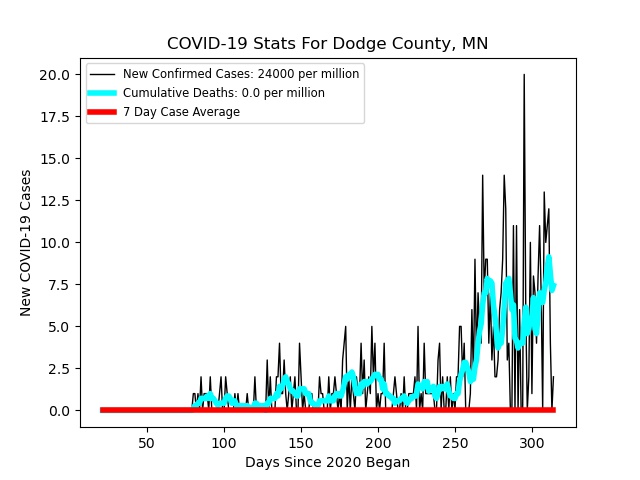 COVID-19 Stats For Dodge County, MN
New Confirmed Cases: 24000 per million
Cumulative Deaths: 0.0 per million
7 Day Case Average
New COVID-19 Cases
20.0
17.5
15.0
12.5
10.0
7.5
5.0
2.5
0.0
50 100 150 200 250 300
Days Since 2020 Began